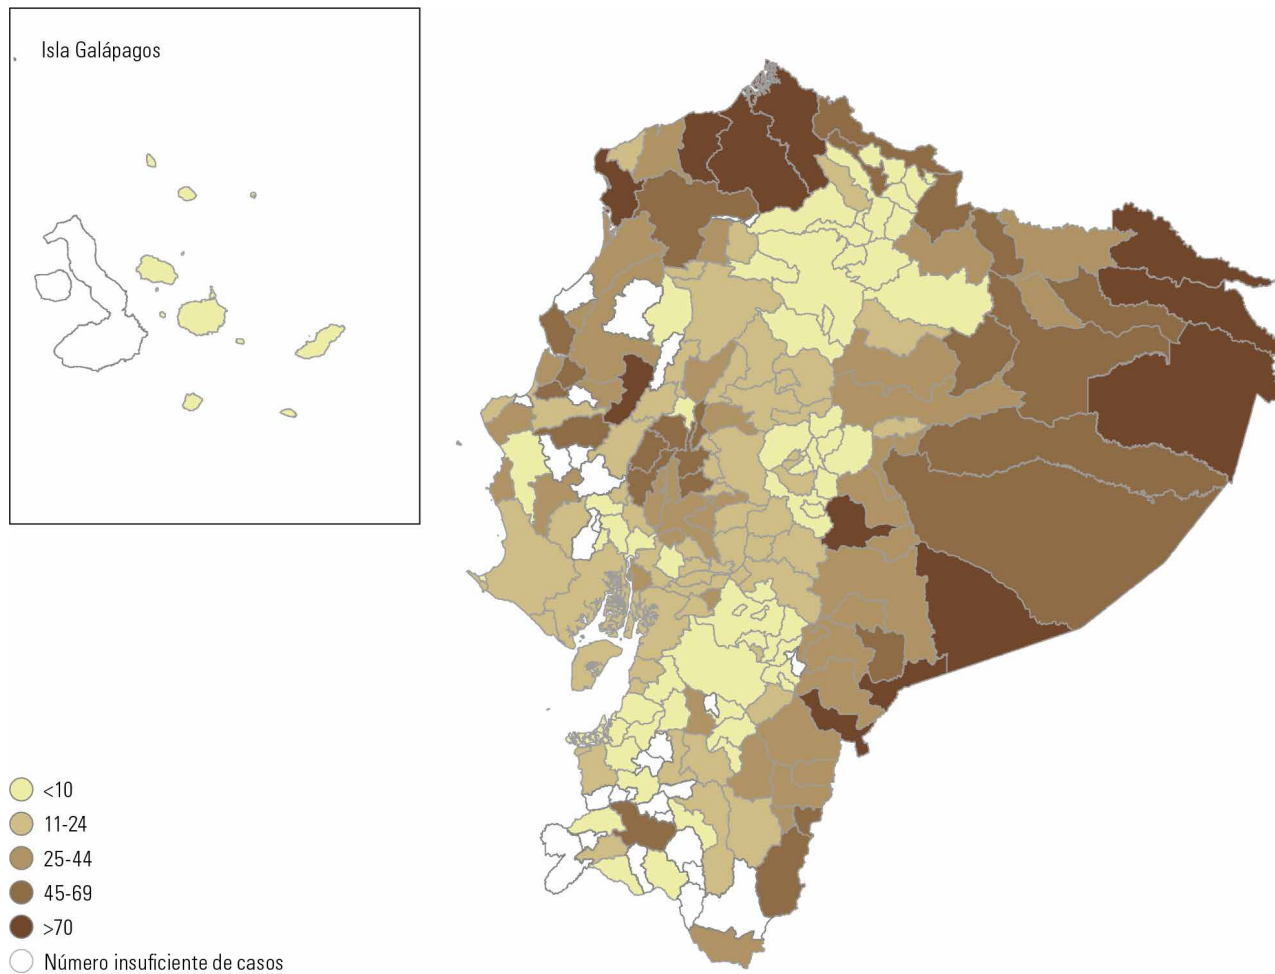 Isla Galápagos
<10
11-24
25-44
45-69
>70
Número insuficiente de casos